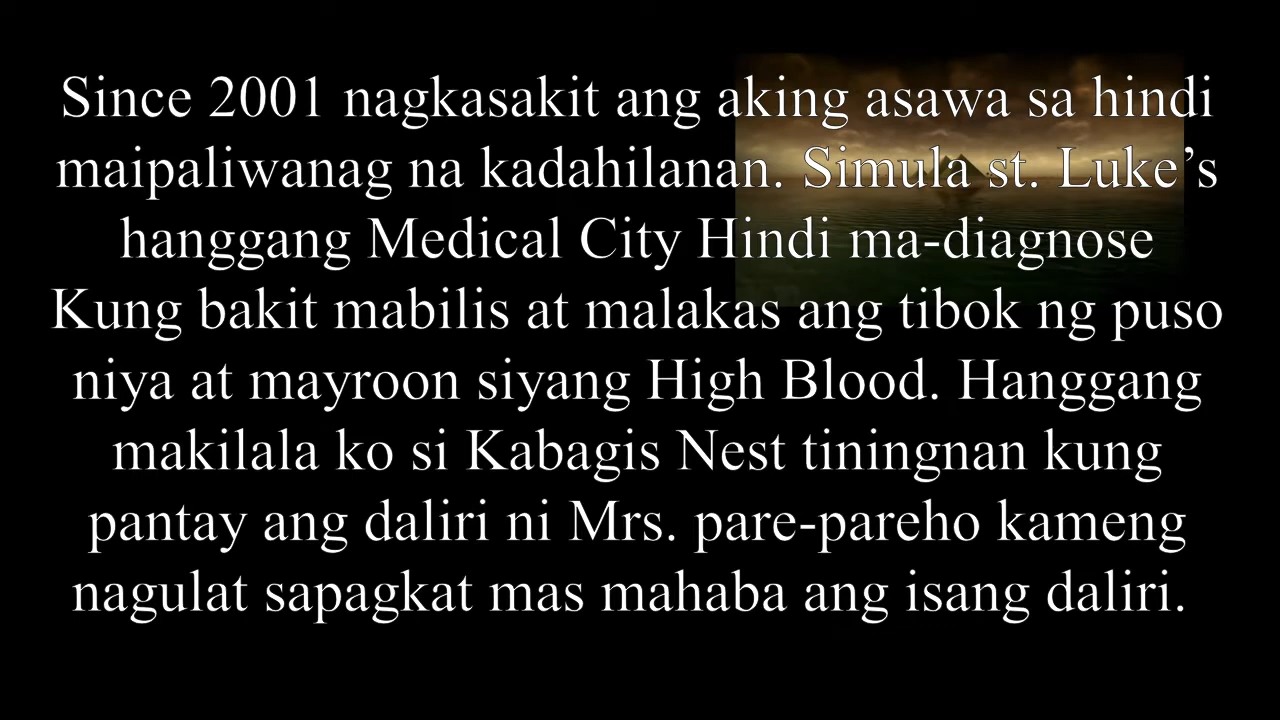 Since 2001 nagkasakit ang aking asawa sa hindi
maipaliwanag na kadahilanan. Simula st. Luke’s
hanggang Medical City Hindi ma-diagnose
Kung bakit mabilis at malakas ang tibok ng puso
niya at mayroon siyang High Blood. Hanggang
makilala ko si Kabagis Nest tiningnan kung
pantay ang daliri ni Mrs. pare-pareho kameng
nagulat sapagkat mas mahaba ang isang daliri.